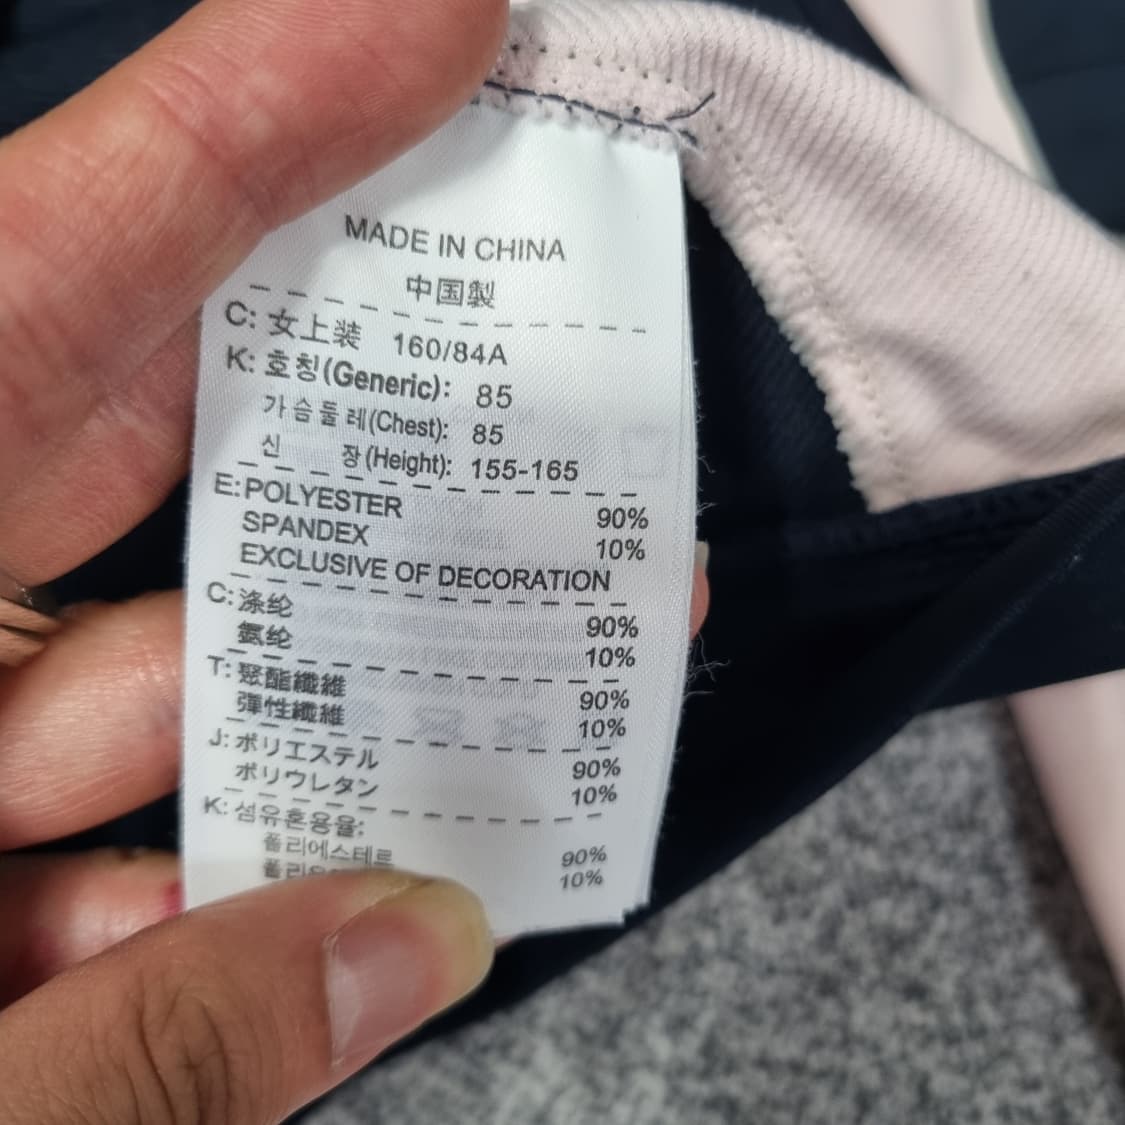 MADE IN CHINA
中国製
C: 女上装 160/84A
K: 호칭(Generic): 85
가슴둘레(Chest): 85
신 장(Height): 155-165
E: POLYESTER 90%
SPANDEX 10%
EXCLUSIVE OF DECORATION
C: 涤纶 90%
氨纶 10%
T: 聚酯纖維 90%
彈性纖維 10%
J: ポリエステル 90%
ポリウレタン 10%
K: 섬유혼용율:
폴리에스테르 90%
10%